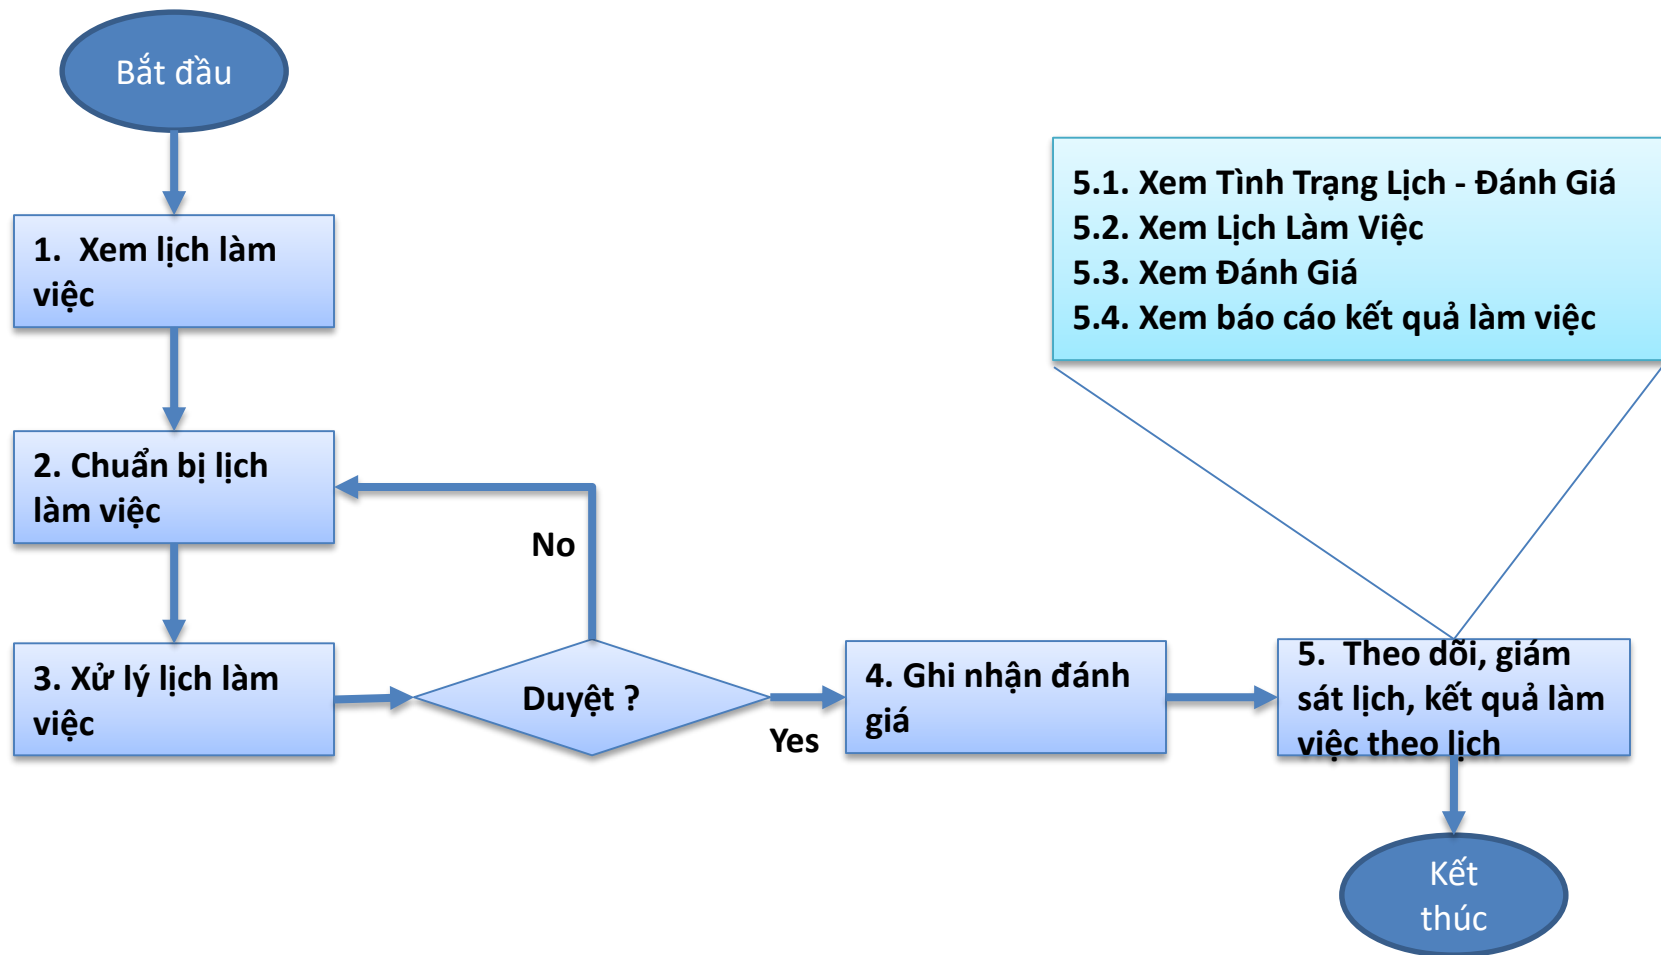 Bắt đầu
1. Xem lịch làm
việc
2. Chuẩn bị lịch
làm việc
No
3. Xử lý lịch làm
việc
Duyệt ?
Yes
4. Ghi nhận đánh
giá
5.1. Xem Tình Trạng Lịch - Đánh Giá
5.2. Xem Lịch Làm Việc
5.3. Xem Đánh Giá
5.4. Xem báo cáo kết quả làm việc
5. Theo dõi, giám
sát lịch, kết quả làm
việc theo lịch
Kết
thúc